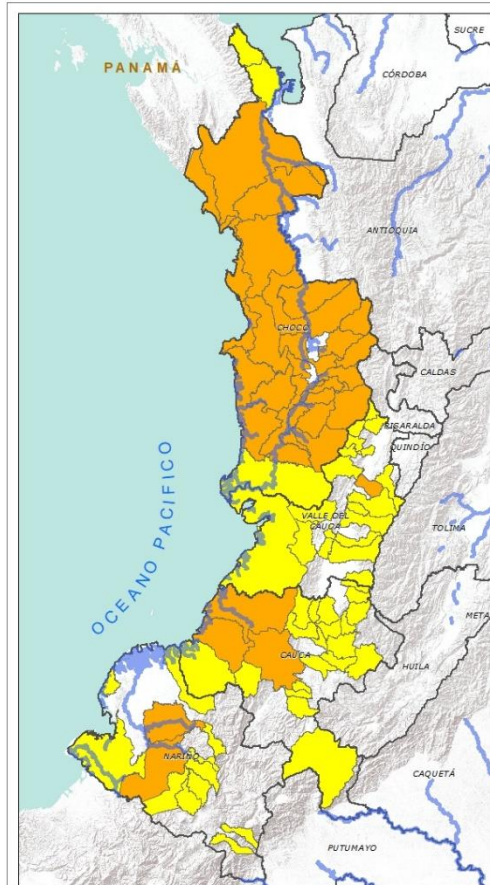 SUCRE
PANAMÁ
CÓRDOBA
ANTIOQUIA
CHOCÓ
CALDAS
RISARALDA
QUINDÍO
OCEANO PACÍFICO
VALLE DEL
CAUCA
TOLIMA
META
CAUCA
HUILA
NARIÑO
CAQUETÁ
PUTUMAYO